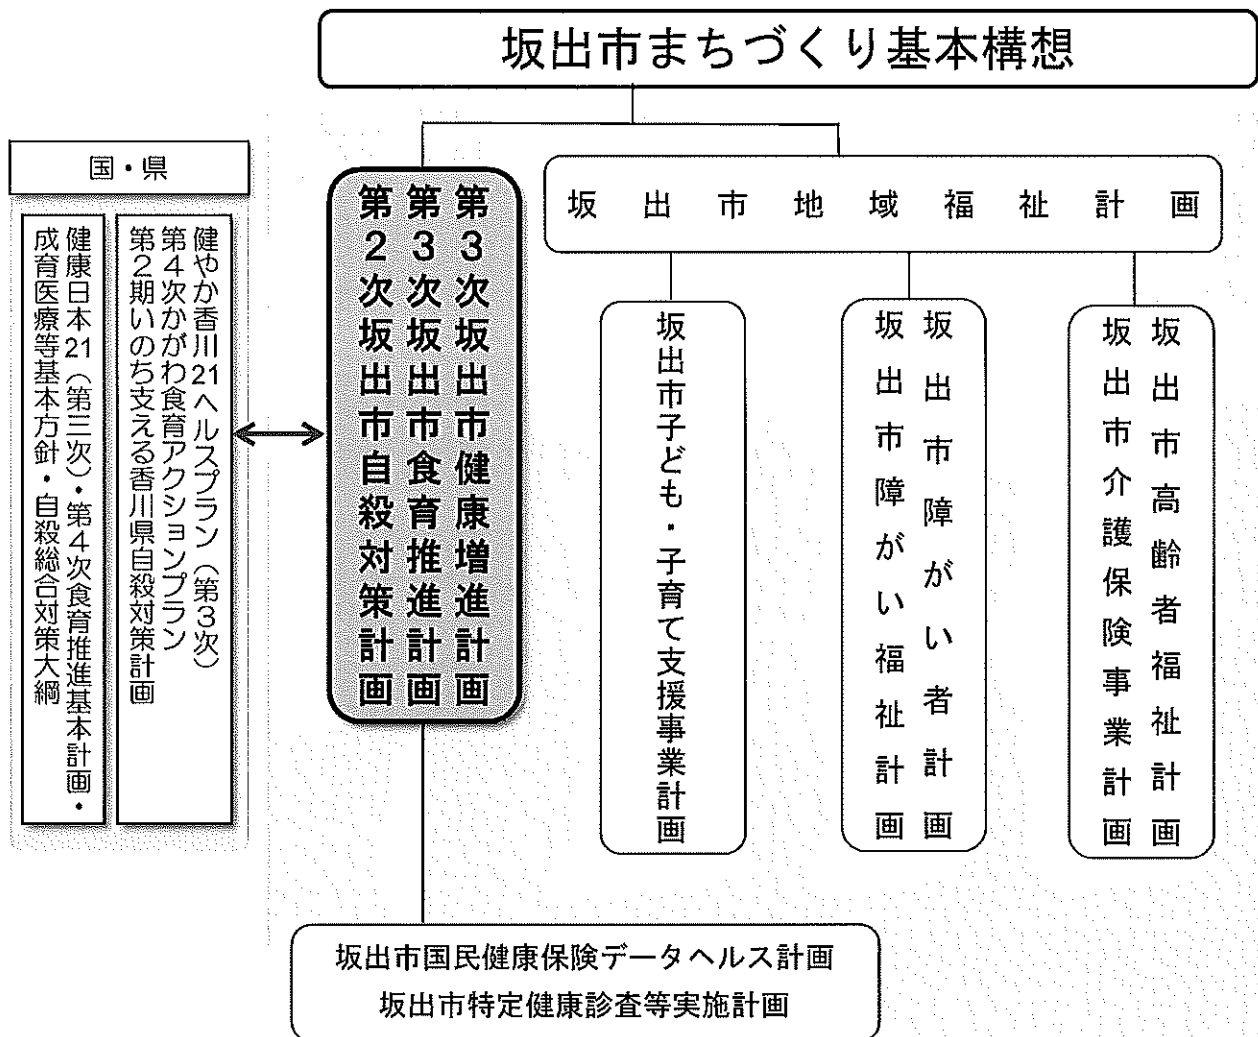 坂出市まちづくり基本構想
国・県
健やか香川21ヘルスプラン（第３次）
第４次かがわ食育アクションプラン
第２期いのち支える香川県自殺対策計画
健康日本21（第三次）・第４次食育推進基本計画・
成育医療等基本方針・自殺総合対策大綱
第３次坂出市健康増進計画
第３次坂出市食育推進計画
第２次坂出市自殺対策計画
坂出市地域福祉計画
坂出市子ども・子育て支援事業計画
坂出市障がい者計画
坂出市障がい福祉計画
坂出市高齢者福祉計画
坂出市介護保険事業計画
坂出市国民健康保険データヘルス計画
坂出市特定健康診査等実施計画